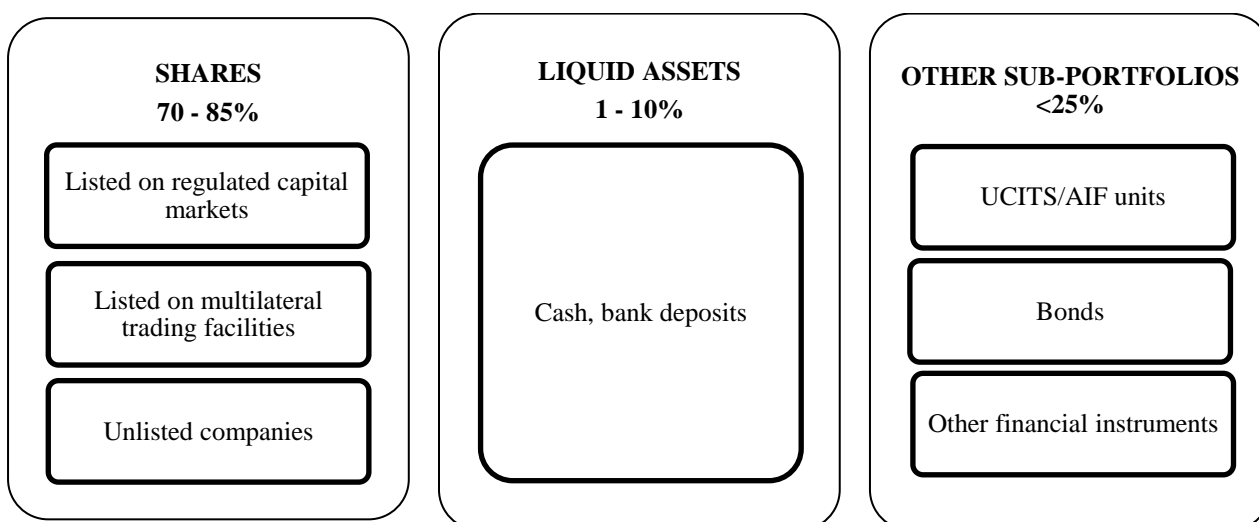 SHARES
70 - 85%
Listed on regulated capital
markets
Listed on multilateral
trading facilities
Unlisted companies
LIQUID ASSETS
1 - 10%
Cash, bank deposits
OTHER SUB-PORTFOLIOS
<25%
UCITS/AIF units
Bonds
Other financial instruments